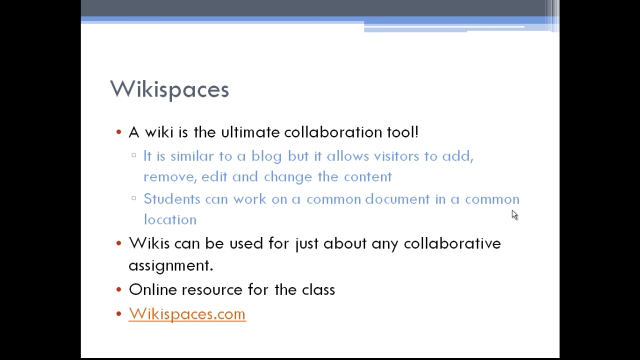 Wikispaces
• A wiki is the ultimate collaboration tool!
▫ It is similar to a blog but it allows visitors to add,
remove, edit and change the content
▫ Students can work on a common document in a common
location
• Wikis can be used for just about any collaborative
assignment.
• Online resource for the class
• Wikispaces.com